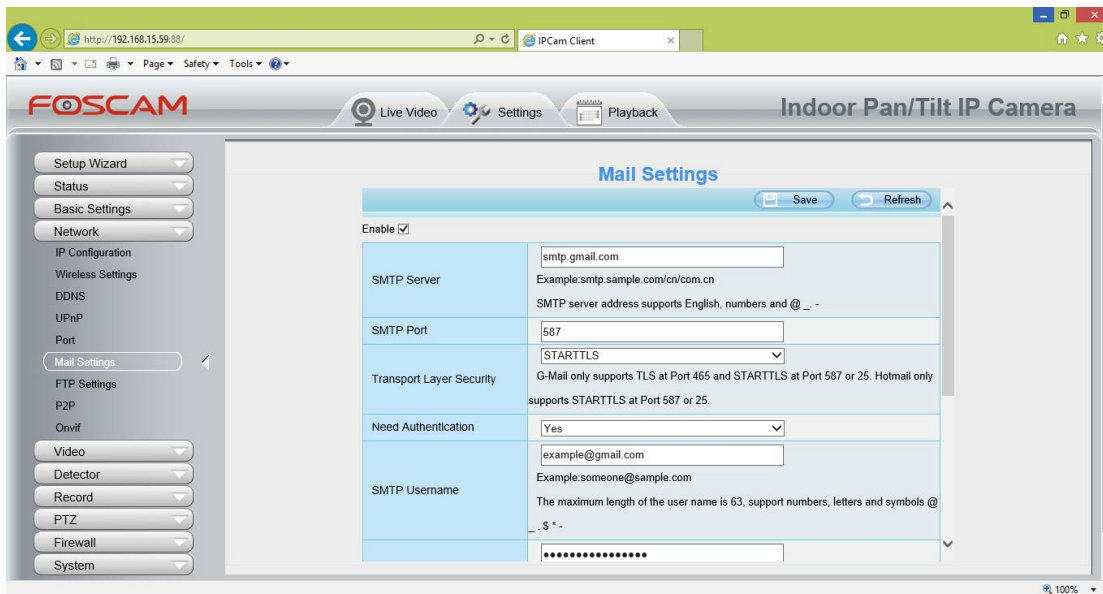 http://192.168.15.59:88/
IPCam Client
Page Safety Tools
FOSCAM
Live Video
Settings
Playback
Indoor Pan/Tilt IP Camera
Setup Wizard
Status
Basic Settings
Network
IP Configuration
Wireless Settings
DDNS
UPnP
Port
Mail Settings
FTP Settings
P2P
Onvif
Video
Detector
Record
PTZ
Firewall
System
Mail Settings
Save
Refresh
Enable
SMTP Server
smtp.gmail.com
Example:smtp.sample.com/cn/com.cn
SMTP server address supports English, numbers and @ _ . -
SMTP Port
587
Transport Layer Security
STARTTLS
G-Mail only supports TLS at Port 465 and STARTTLS at Port 587 or 25. Hotmail only
supports STARTTLS at Port 587 or 25.
Need Authentication
Yes
SMTP Username
example@gmail.com
Example:someone@sample.com
The maximum length of the user name is 63, support numbers, letters and symbols @
_ . $ * -
••••••••••••••••
100%